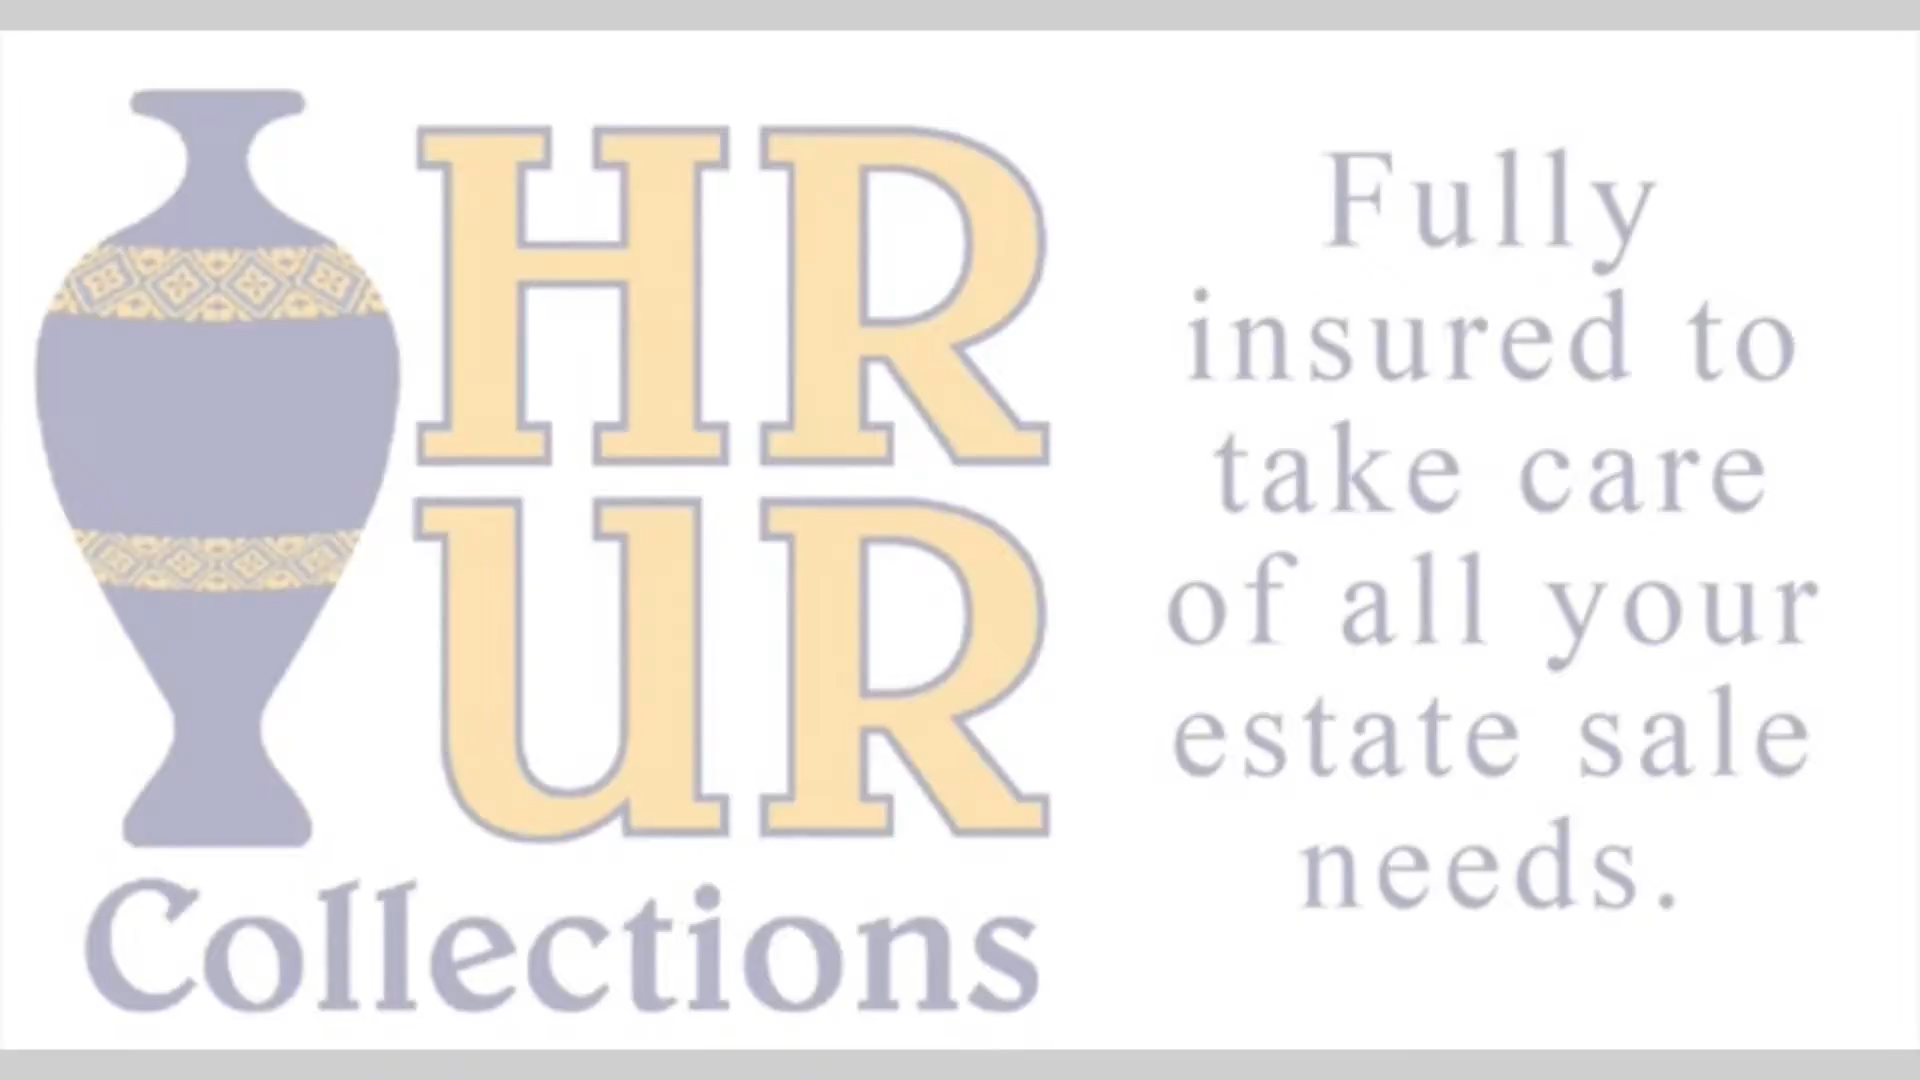 HR
UR
Collections
Fully
insured to
take care
of all your
estate sale
needs.